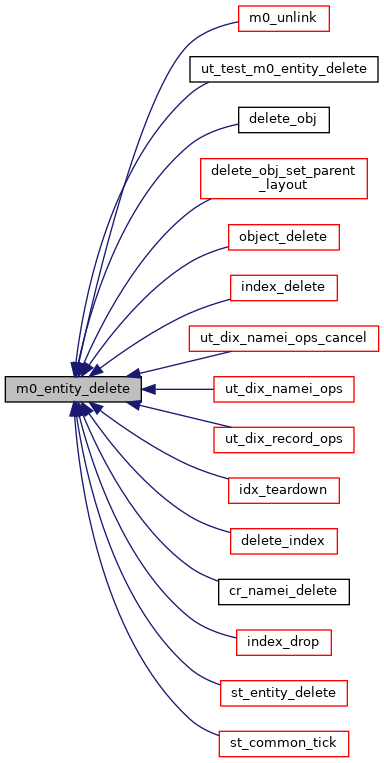 m0_unlink
ut_test_m0_entity_delete
delete_obj
delete_obj_set_parent
_layout
object_delete
index_delete
ut_dix_namei_ops_cancel
m0_entity_delete
ut_dix_namei_ops
ut_dix_record_ops
idx_teardown
delete_index
cr_namei_delete
index_drop
st_entity_delete
st_common_tick